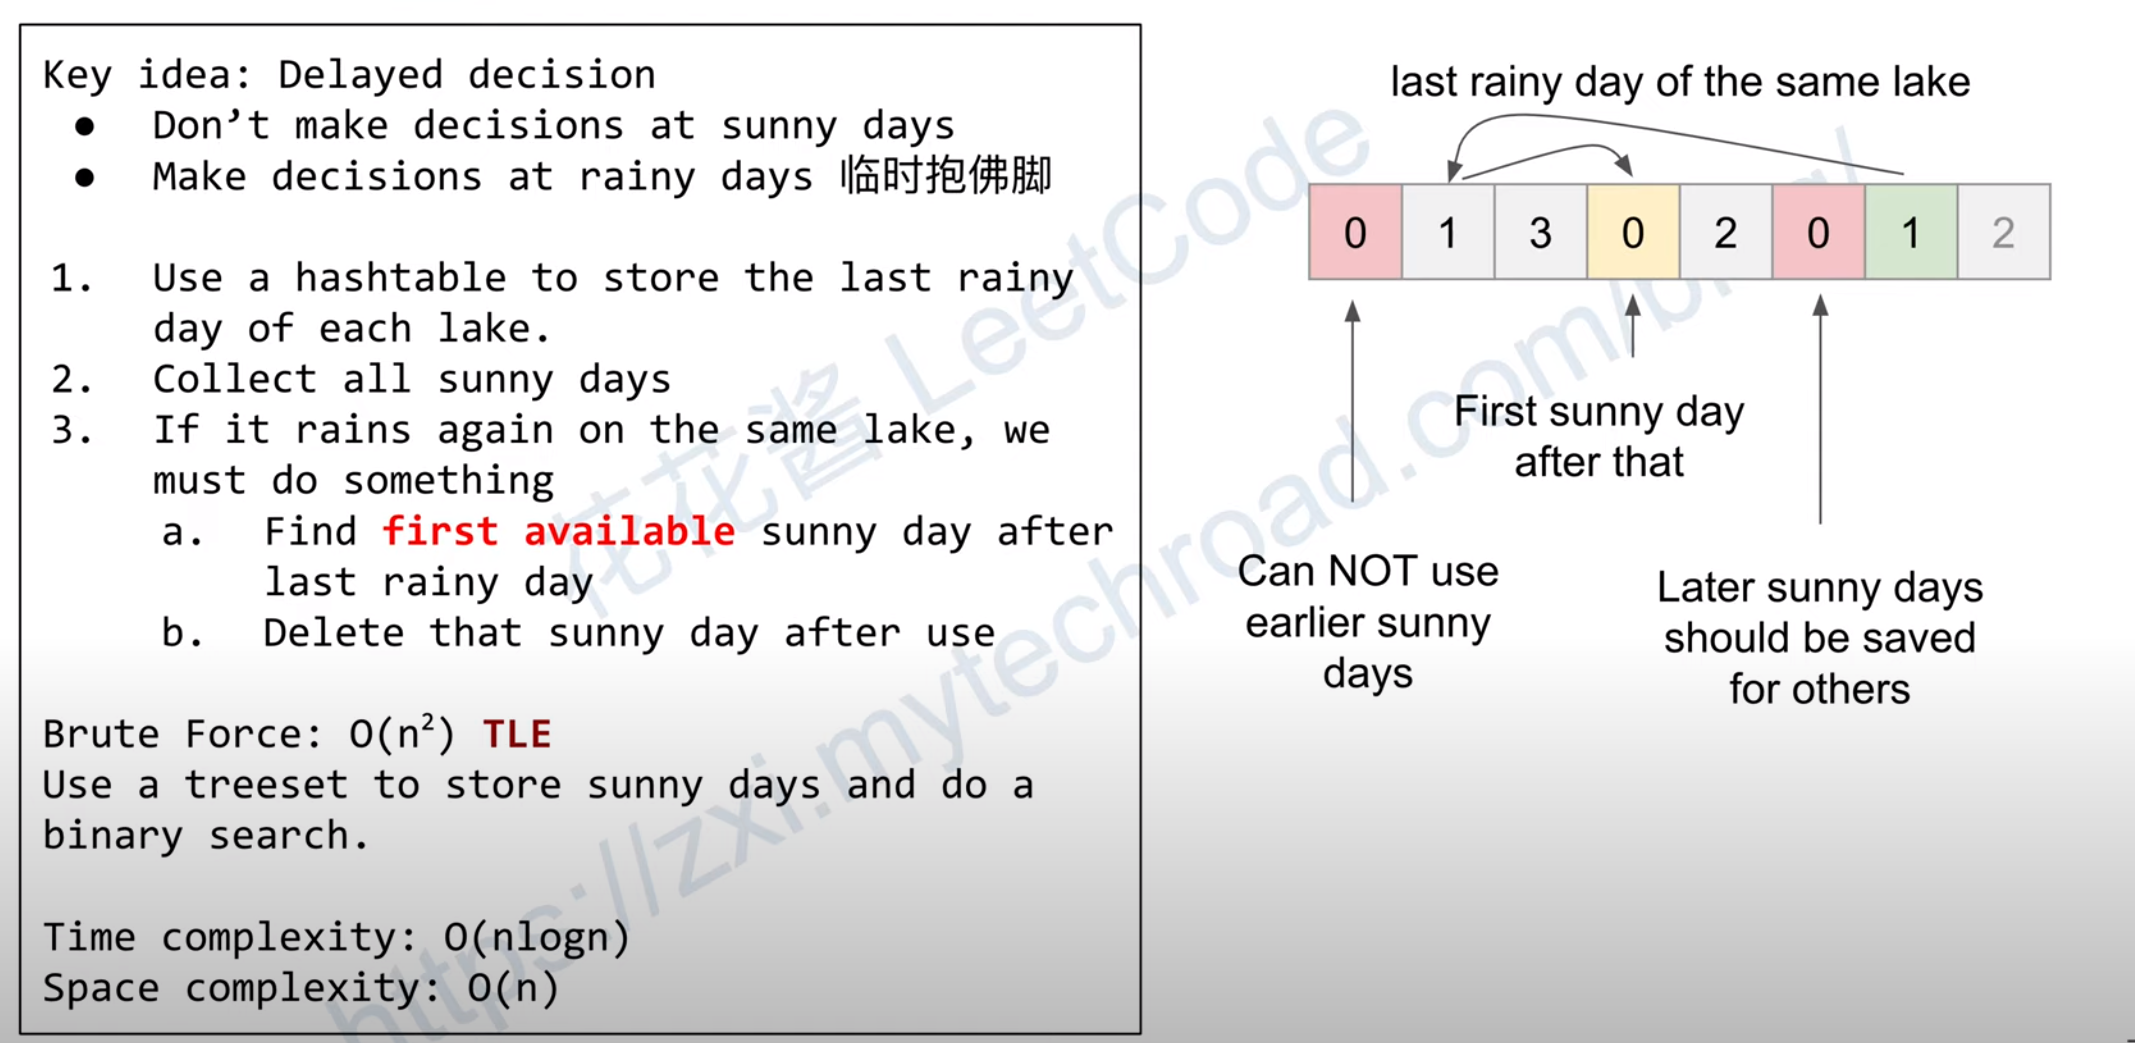 Key idea: Delayed decision
● Don’t make decisions at sunny days
● Make decisions at rainy days 临时抱佛脚
1. Use a hashtable to store the last rainy
day of each lake.
2. Collect all sunny days
3. If it rains again on the same lake, we
must do something
a. Find first available sunny day after
last rainy day
b. Delete that sunny day after use
Brute Force: O(n²) TLE
Use a treeset to store sunny days and do a
binary search.
Time complexity: O(nlogn)
Space complexity: O(n)
last rainy day of the same lake
0 1 3 0 2 0 1 2
First sunny day
after that
Can NOT use
earlier sunny
days
Later sunny days
should be saved
for others
花花酱 LeetCode
https://zxi.mytechroad.com/blog/